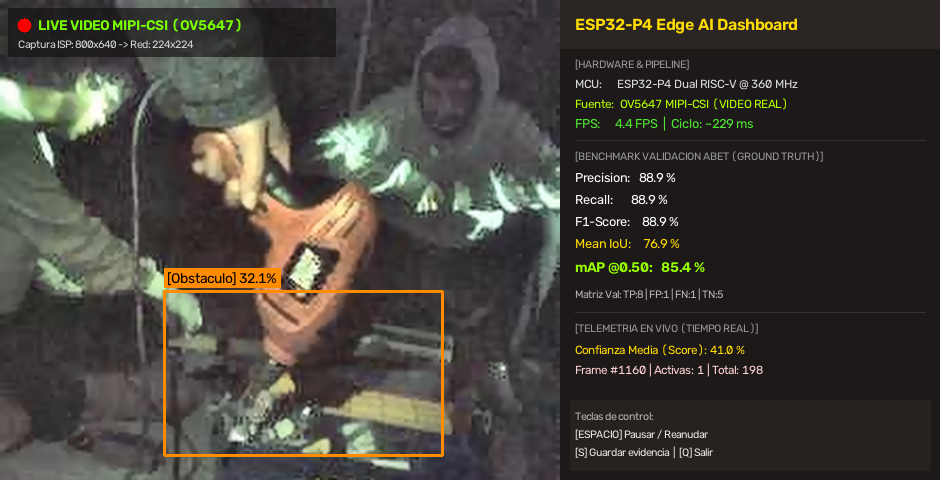 LIVE VIDEO MIPI-CSI (OV5647)
Captura ISP: 800x640 -> Red: 224x224
[Obstaculo] 32.1%
ESP32-P4 Edge AI Dashboard
[HARDWARE & PIPELINE]
MCU: ESP32-P4 Dual RISC-V @ 360 MHz
Fuente: OV5647 MIPI-CSI (VIDEO REAL)
FPS: 4.4 FPS | Ciclo: ~229 ms
[BENCHMARK VALIDACION ABET (GROUND TRUTH)]
Precision: 88.9 %
Recall: 88.9 %
F1-Score: 88.9 %
Mean IoU: 76.9 %
mAP @0.50: 85.4 %
Matriz Val: TP:8 | FP:1 | FN:1 | TN:5
[TELEMETRIA EN VIVO (TIEMPO REAL)]
Confianza Media (Score): 41.0 %
Frame #1160 | Activas: 1 | Total: 198
Teclas de control:
[ESPACIO] Pausar / Reanudar
[S] Guardar evidencia | [Q] Salir